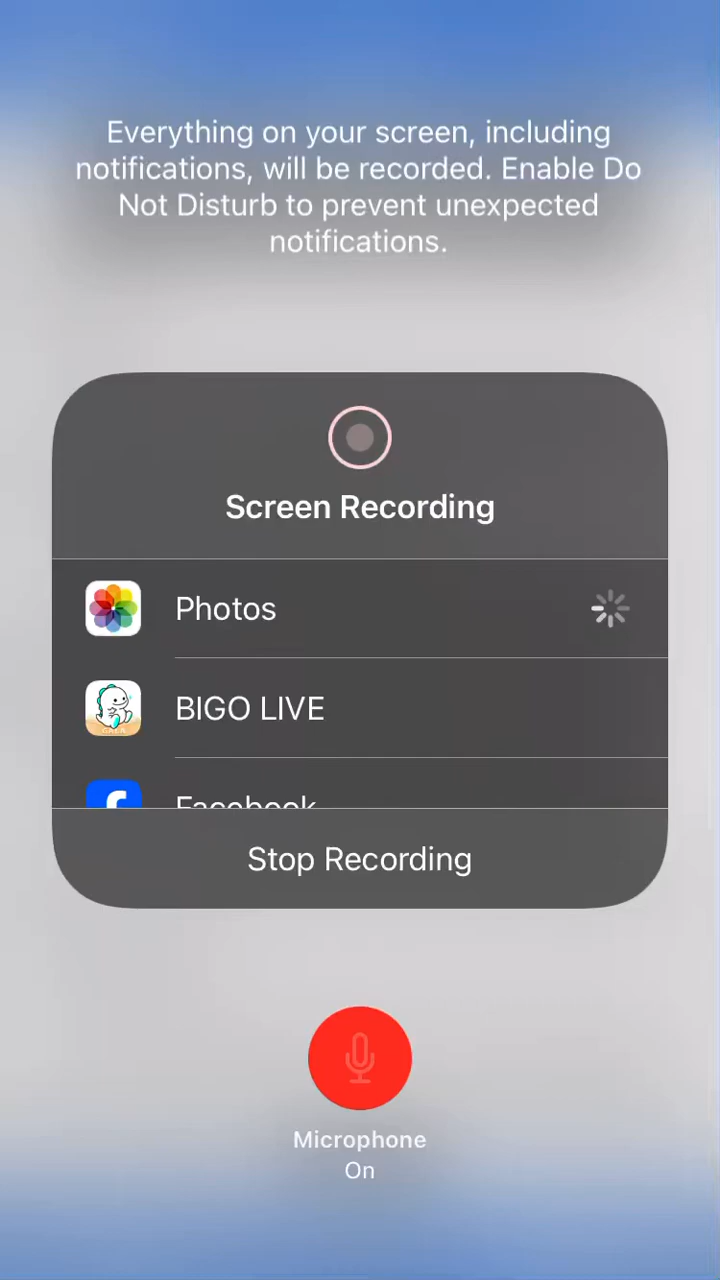 Everything on your screen, including
notifications, will be recorded. Enable Do
Not Disturb to prevent unexpected
notifications.
Screen Recording
Photos
BIGO LIVE
Facebook
Stop Recording
Microphone
On